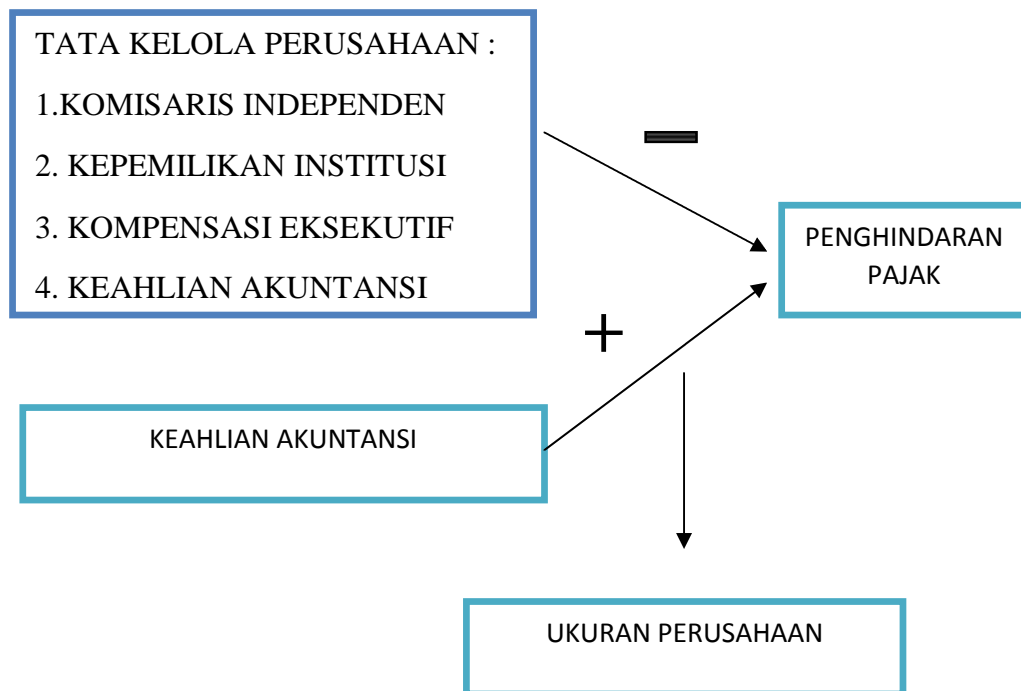 TATA KELOLA PERUSAHAAN :
1.KOMISARIS INDEPENDEN
2. KEPEMILIKAN INSTITUSI
3. KOMPENSASI EKSEKUTIF
4. KEAHLIAN AKUNTANSI
PENGHINDARAN
PAJAK
+
KEAHLIAN AKUNTANSI
UKURAN PERUSAHAAN